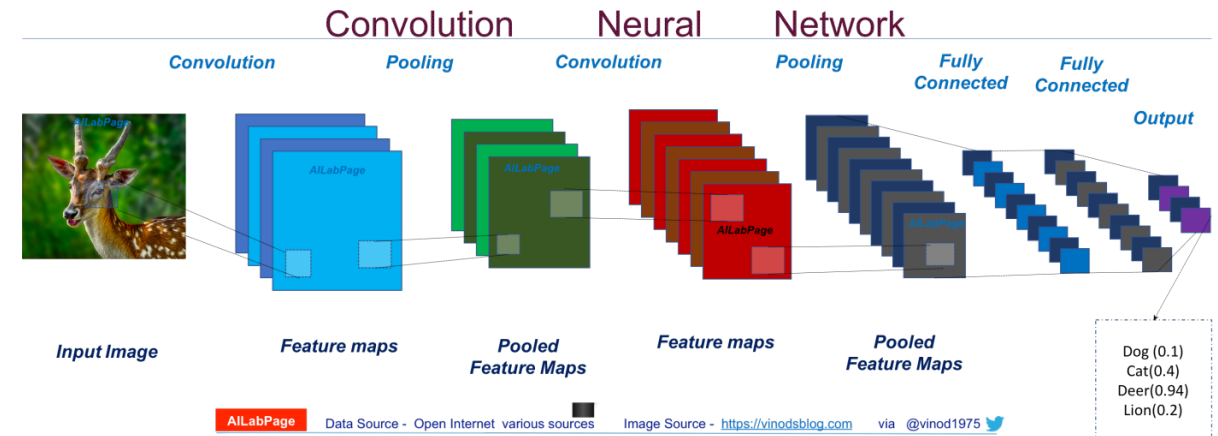 Convolution Neural Network
Convolution Pooling Convolution Pooling Fully Connected Fully Connected Output
AILabPage
AILabPage
AILabPage
AILabPage
AILabPage
Input Image Feature maps Pooled Feature Maps Feature maps Pooled Feature Maps
Dog (0.1)
Cat(0.4)
Deer(0.94)
Lion(0.2)
AILabPage Data Source - Open Internet various sources Image Source - https://vinodsblog.com via @vinod1975